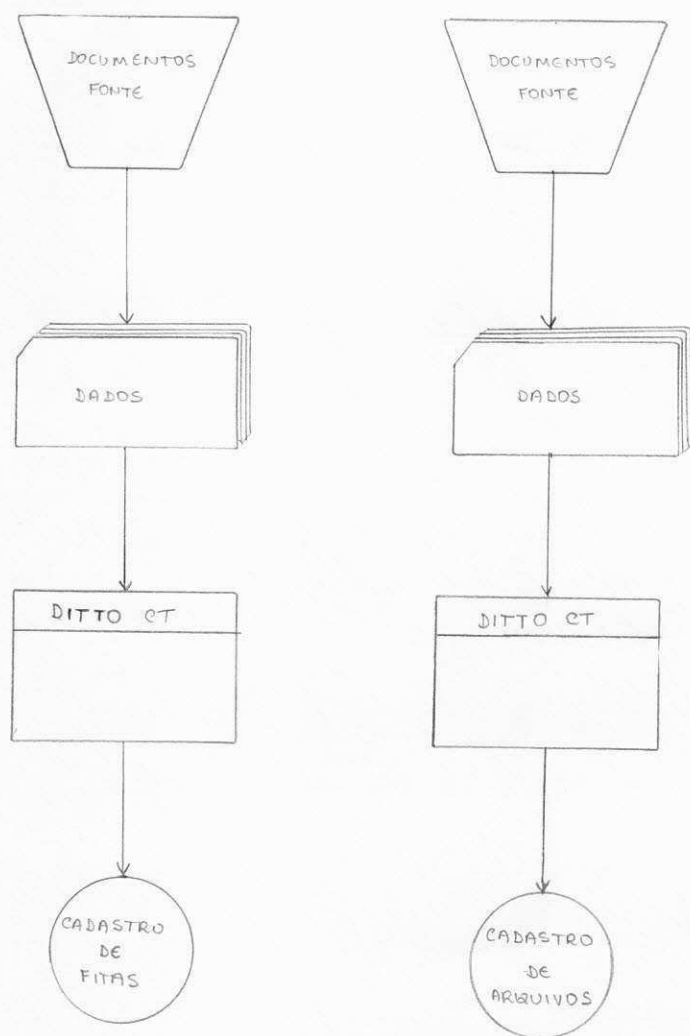 DOCUMENTOS
FONTE
DADOS
DITTO CT
CADASTRO
DE
FITAS
DOCUMENTOS
FONTE
DADOS
DITTO CT
CADASTRO
DE
ARQUIVOS